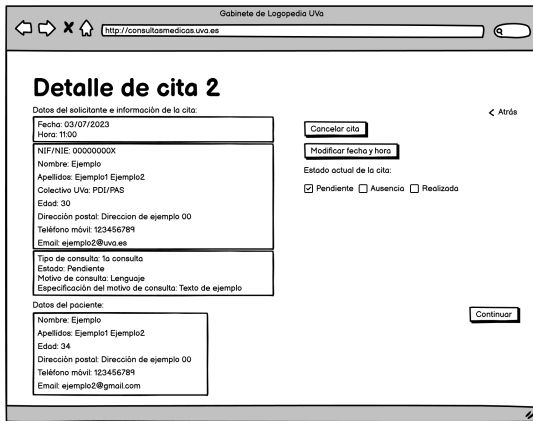 Gabinete de Logopedia UVa
http://consultasmedicas.uva.es
Detalle de cita 2
Datos del solicitante e información de la cita:
Fecha: 03/07/2023
Hora: 11:00
NIF/NIE: 00000000X
Nombre: Ejemplo
Apellidos: Ejemplo1 Ejemplo2
Colectivo UVa: PDI/PAS
Edad: 30
Dirección postal: Direccion de ejemplo 00
Teléfono móvil: 123456789
Email: ejemplo2@uva.es
Tipo de consulta: 1a consulta
Estado: Pendiente
Motivo de consulta: Lenguaje
Especificación del motivo de consulta: Texto de ejemplo
Datos del paciente:
Nombre: Ejemplo
Apellidos: Ejemplo1 Ejemplo2
Edad: 34
Dirección postal: Dirección de ejemplo 00
Teléfono móvil: 123456789
Email: ejemplo2@gmail.com
Atrás
Cancelar cita
Modificar fecha y hora
Estado actual de la cita:
Pendiente Ausencia Realizada
Continuar